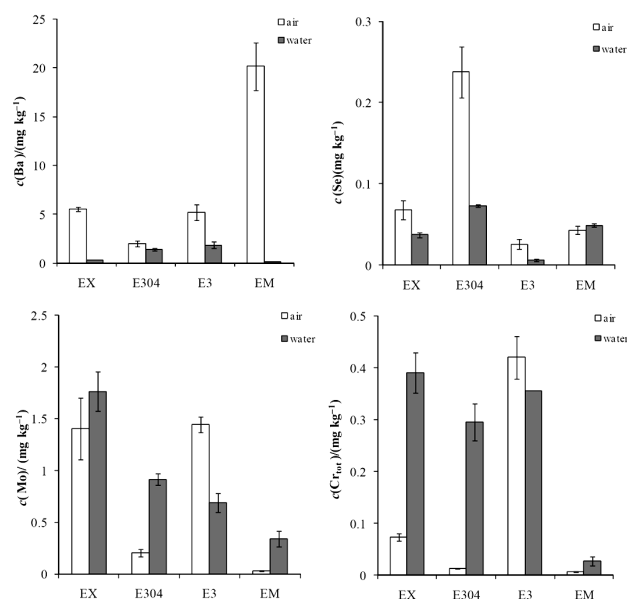 25
20
15
10
5
0
c(Ba)/(mg kg⁻¹)
air
water
EX E304 E3 EM
0.3
0.2
0.1
0
c (Se)(mg kg⁻¹)
air
water
EX E304 E3 EM
2.5
2
1.5
1
0.5
0
c( Mo)/ (mg kg⁻¹)
air
water
EX E304 E3 EM
0.5
0.4
0.3
0.2
0.1
0
c(Crtot )/(mg kg⁻¹)
air
water
EX E304 E3 EM